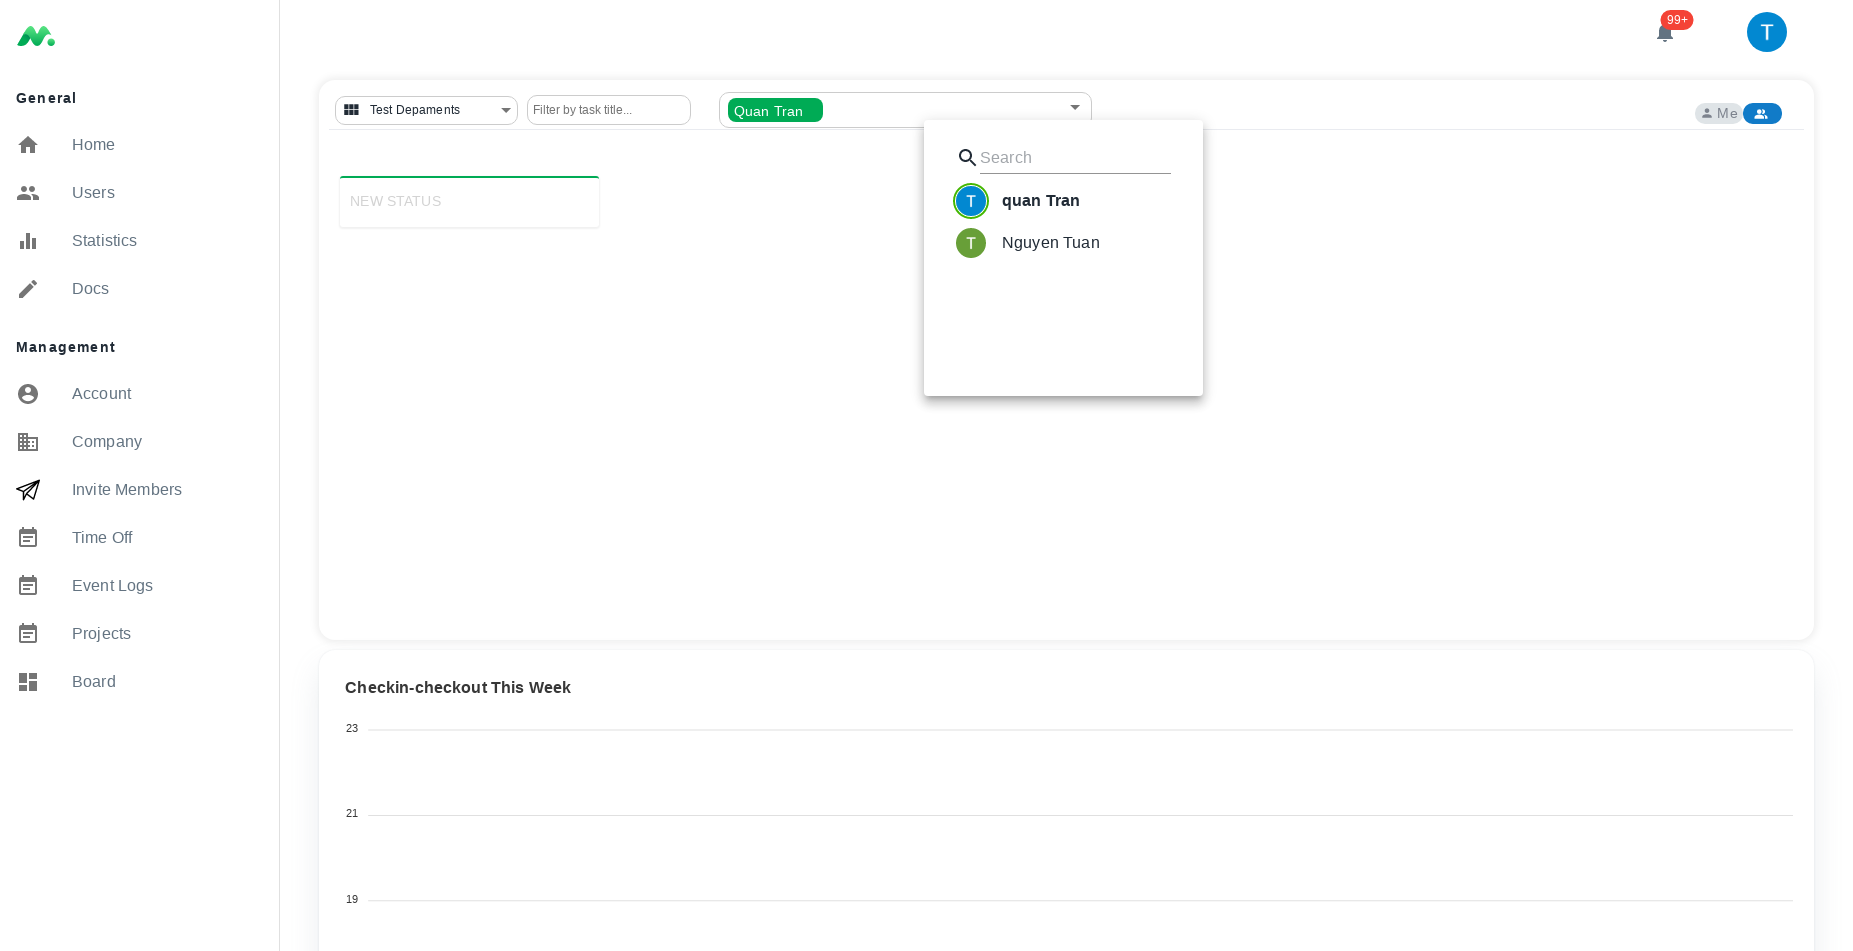 99+
T
General
Home
Users
Statistics
Docs
Management
Account
Company
Invite Members
Time Off
Event Logs
Projects
Board
Test Depaments
Filter by task title...
Quan Tran
Me
NEW STATUS
Search
T quan Tran
T Nguyen Tuan
Checkin-checkout This Week
23
21
19